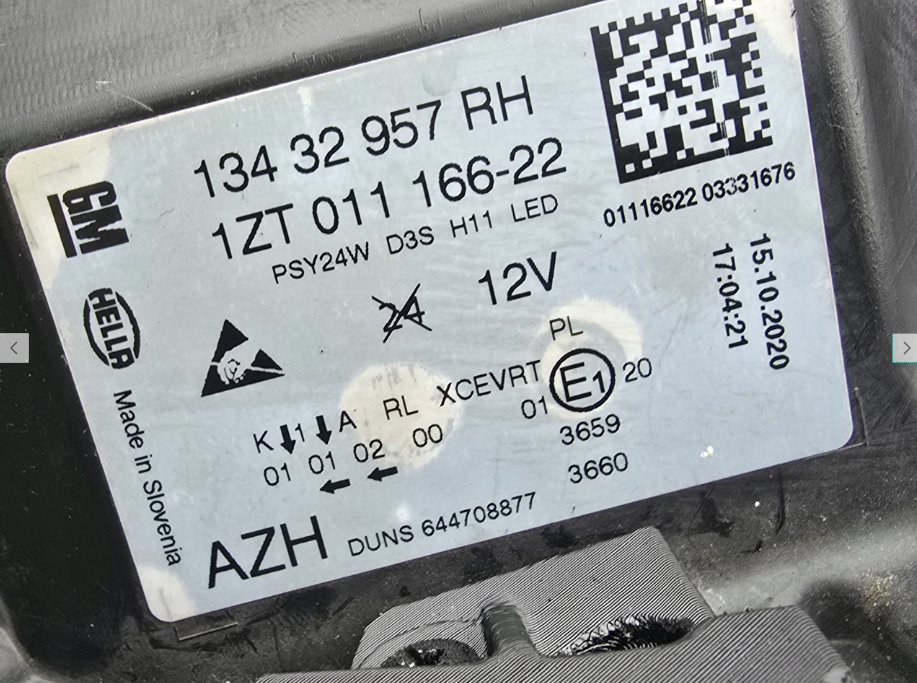 134 32 957 RH
1ZT 011 166-22
PSY24W D3S H11 LED
01116622 03331676
GM
HELLA
Made in Slovenia
24 12V
15.10.2020
17:04:21
PL
K 1 A RL XCEVRT E1 20
01 01 02 00 01
3659
3660
AZH DUNS 644708877